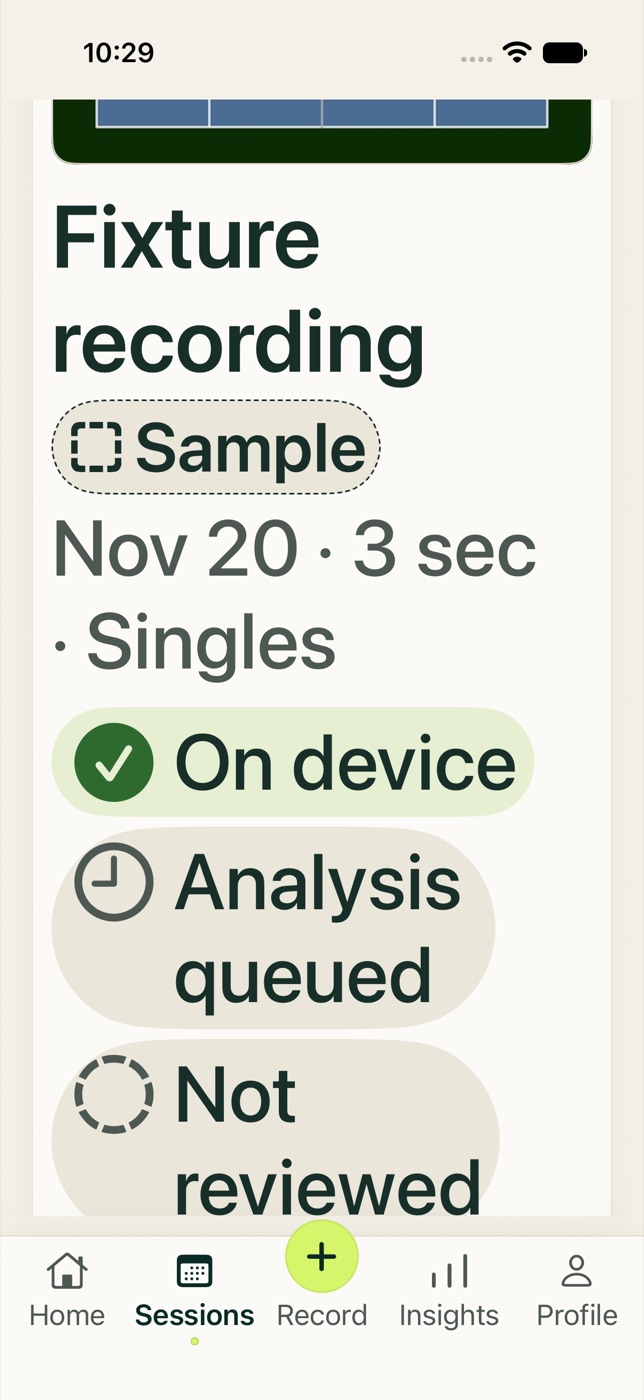 10:29
Fixture
recording
Sample
Nov 20 · 3 sec
· Singles
On device
Analysis
queued
Not
reviewed
Home
Sessions
Record
Insights
Profile